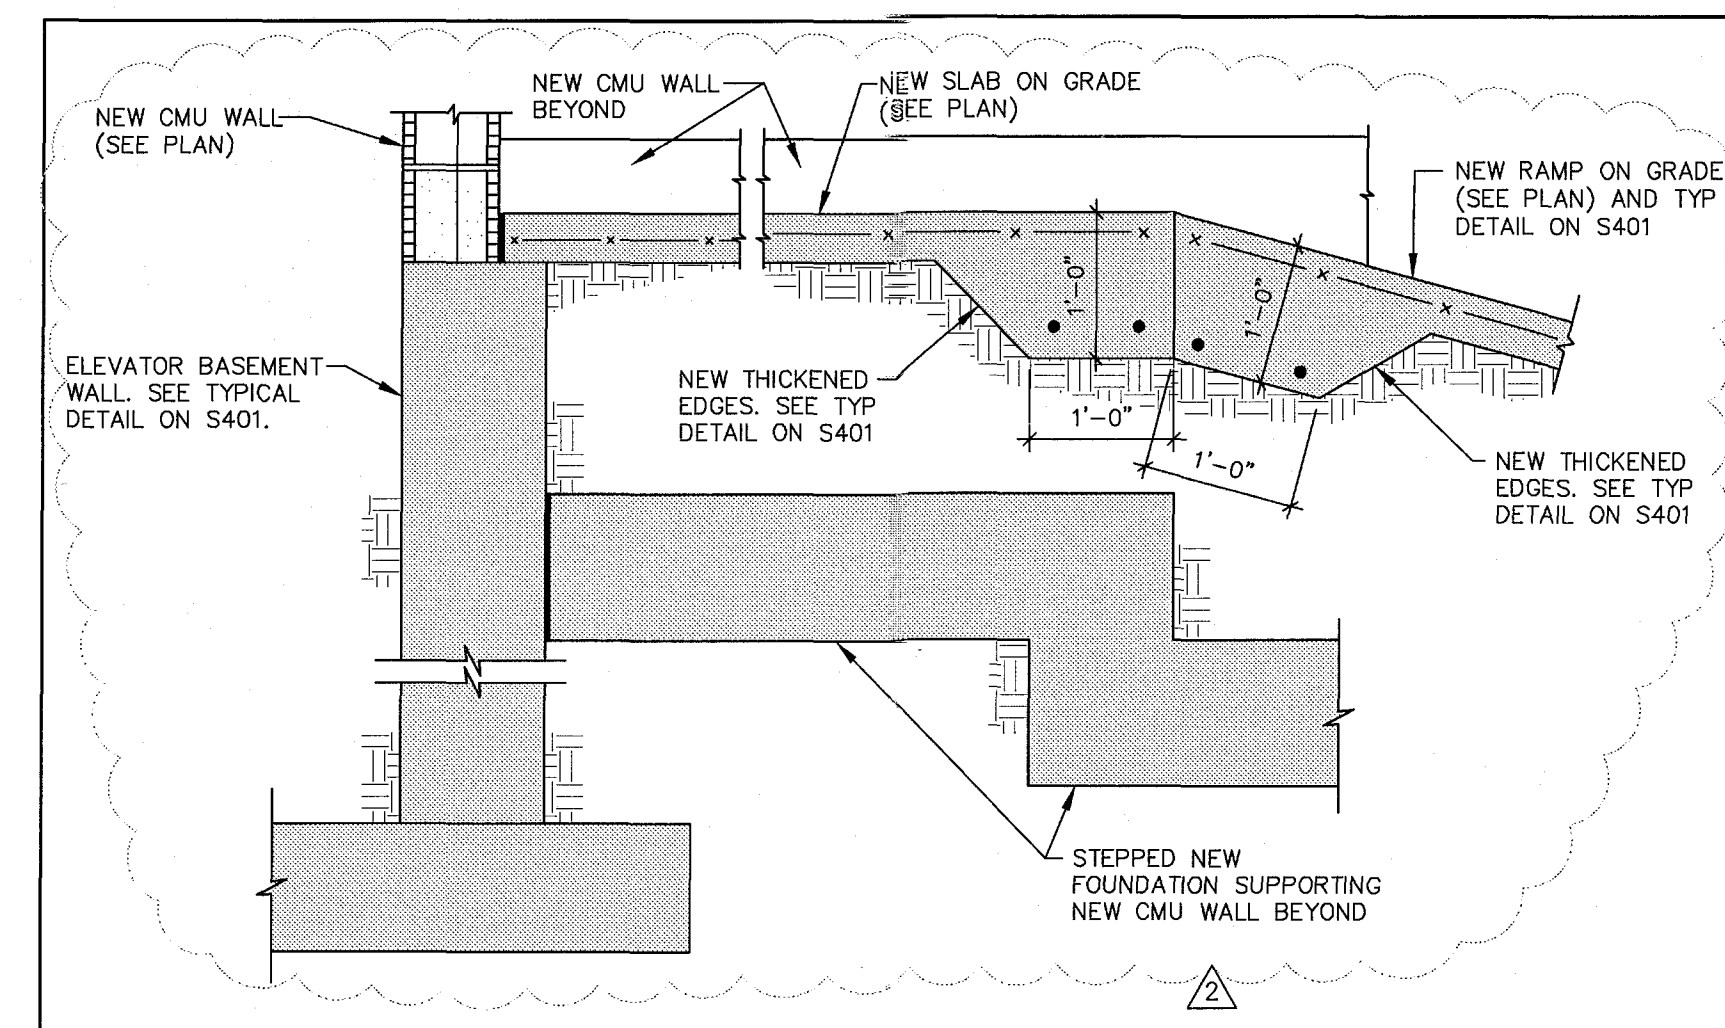 NEW CMU WALL
(SEE PLAN)
NEW CMU WALL
BEYOND
NEW SLAB ON GRADE
(SEE PLAN)
NEW RAMP ON GRADE
(SEE PLAN) AND TYP
DETAIL ON S401
1'-0"
1'-0"
ELEVATOR BASEMENT
WALL. SEE TYPICAL
DETAIL ON S401.
NEW THICKENED
EDGES. SEE TYP
DETAIL ON S401
1'-0"
1'-0"
NEW THICKENED
EDGES. SEE TYP
DETAIL ON S401
STEPPED NEW
FOUNDATION SUPPORTING
NEW CMU WALL BEYOND
2